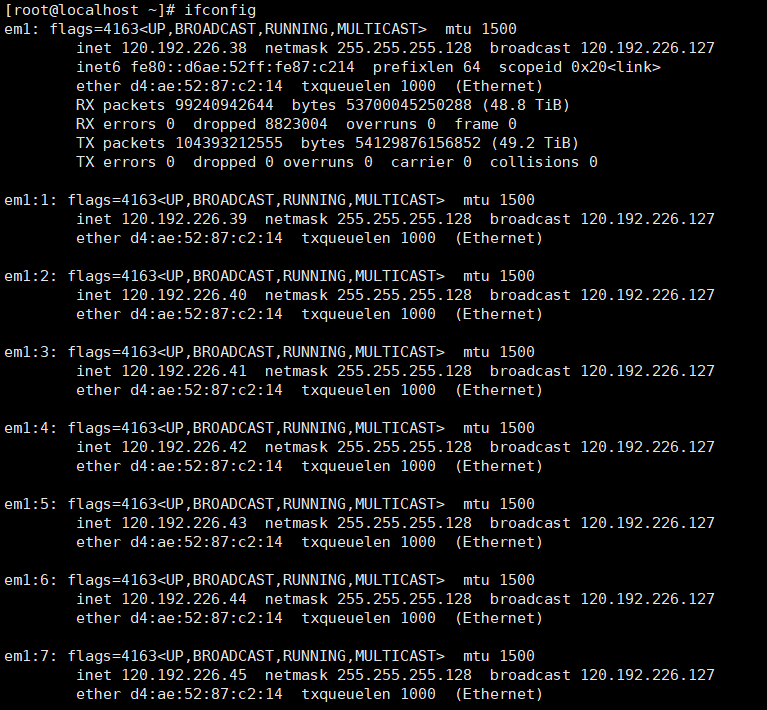 [root@localhost ~]# ifconfig
em1: flags=4163<UP,BROADCAST,RUNNING,MULTICAST>  mtu 1500
        inet 120.192.226.38  netmask 255.255.255.128  broadcast 120.192.226.127
        inet6 fe80::d6ae:52ff:fe87:c214  prefixlen 64  scopeid 0x20<link>
        ether d4:ae:52:87:c2:14  txqueuelen 1000  (Ethernet)
        RX packets 99240942644  bytes 53700045250288 (48.8 TiB)
        RX errors 0  dropped 8823004  overruns 0  frame 0
        TX packets 104393212555  bytes 54129876156852 (49.2 TiB)
        TX errors 0  dropped 0 overruns 0  carrier 0  collisions 0

em1:1: flags=4163<UP,BROADCAST,RUNNING,MULTICAST>  mtu 1500
        inet 120.192.226.39  netmask 255.255.255.128  broadcast 120.192.226.127
        ether d4:ae:52:87:c2:14  txqueuelen 1000  (Ethernet)

em1:2: flags=4163<UP,BROADCAST,RUNNING,MULTICAST>  mtu 1500
        inet 120.192.226.40  netmask 255.255.255.128  broadcast 120.192.226.127
        ether d4:ae:52:87:c2:14  txqueuelen 1000  (Ethernet)

em1:3: flags=4163<UP,BROADCAST,RUNNING,MULTICAST>  mtu 1500
        inet 120.192.226.41  netmask 255.255.255.128  broadcast 120.192.226.127
        ether d4:ae:52:87:c2:14  txqueuelen 1000  (Ethernet)

em1:4: flags=4163<UP,BROADCAST,RUNNING,MULTICAST>  mtu 1500
        inet 120.192.226.42  netmask 255.255.255.128  broadcast 120.192.226.127
        ether d4:ae:52:87:c2:14  txqueuelen 1000  (Ethernet)

em1:5: flags=4163<UP,BROADCAST,RUNNING,MULTICAST>  mtu 1500
        inet 120.192.226.43  netmask 255.255.255.128  broadcast 120.192.226.127
        ether d4:ae:52:87:c2:14  txqueuelen 1000  (Ethernet)

em1:6: flags=4163<UP,BROADCAST,RUNNING,MULTICAST>  mtu 1500
        inet 120.192.226.44  netmask 255.255.255.128  broadcast 120.192.226.127
        ether d4:ae:52:87:c2:14  txqueuelen 1000  (Ethernet)

em1:7: flags=4163<UP,BROADCAST,RUNNING,MULTICAST>  mtu 1500
        inet 120.192.226.45  netmask 255.255.255.128  broadcast 120.192.226.127
        ether d4:ae:52:87:c2:14  txqueuelen 1000  (Ethernet)